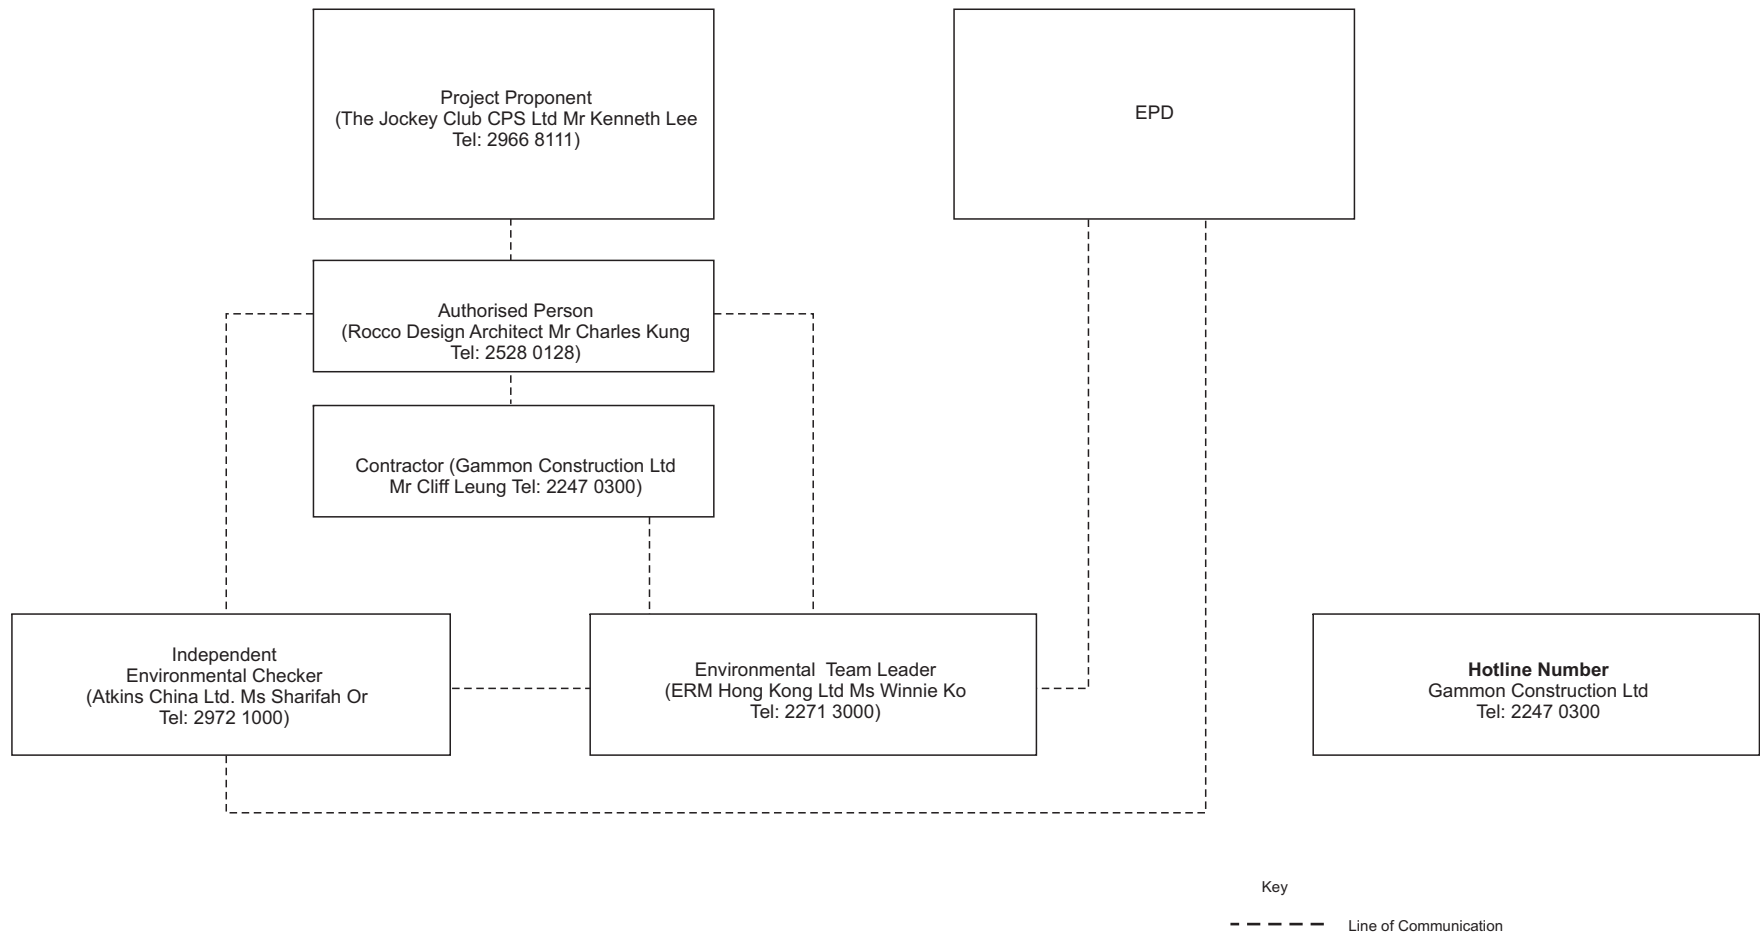 Project Proponent
(The Jockey Club CPS Ltd Mr Kenneth Lee
Tel: 2966 8111)
EPD
Authorised Person
(Rocco Design Architect Mr Charles Kung
Tel: 2528 0128)
Contractor (Gammon Construction Ltd
Mr Cliff Leung Tel: 2247 0300)
Independent
Environmental Checker
(Atkins China Ltd. Ms Sharifah Or
Tel: 2972 1000)
Environmental Team Leader
(ERM Hong Kong Ltd Ms Winnie Ko
Tel: 2271 3000)
Hotline Number
Gammon Construction Ltd
Tel: 2247 0300
Key
Line of Communication